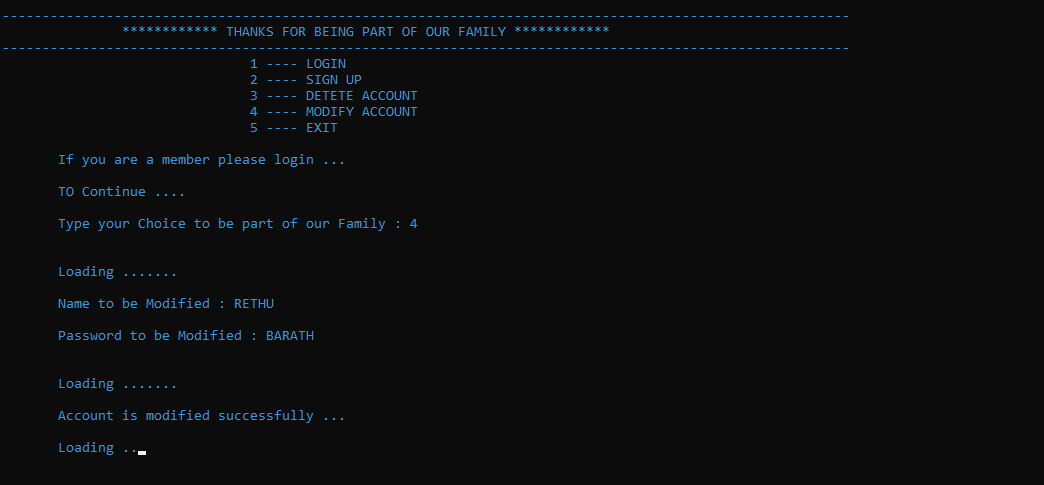 ----------------------------------------------------------------------------------------------------------
************ THANKS FOR BEING PART OF OUR FAMILY ************
----------------------------------------------------------------------------------------------------------
1 ---- LOGIN
2 ---- SIGN UP
3 ---- DETETE ACCOUNT
4 ---- MODIFY ACCOUNT
5 ---- EXIT
If you are a member please login ...
TO Continue ....
Type your Choice to be part of our Family : 4
Loading .......
Name to be Modified : RETHU
Password to be Modified : BARATH
Loading .......
Account is modified successfully ...
Loading ..